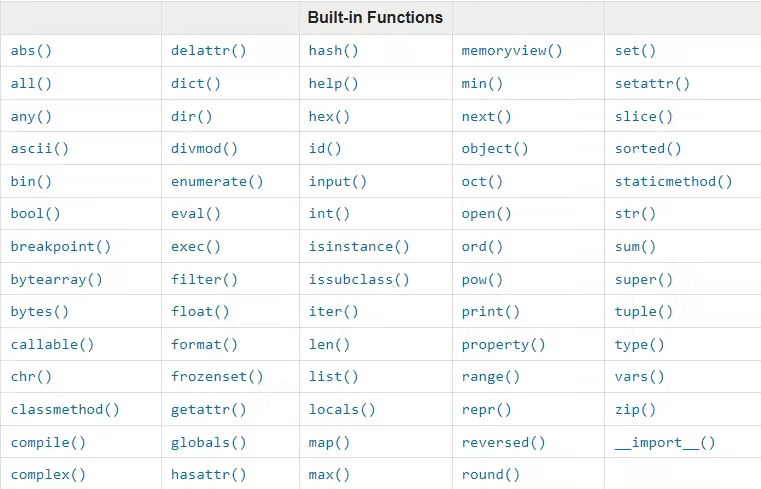 Built-in Functions
abs() delattr() hash() memoryview() set()
all() dict() help() min() setattr()
any() dir() hex() next() slice()
ascii() divmod() id() object() sorted()
bin() enumerate() input() oct() staticmethod()
bool() eval() int() open() str()
breakpoint() exec() isinstance() ord() sum()
bytearray() filter() issubclass() pow() super()
bytes() float() iter() print() tuple()
callable() format() len() property() type()
chr() frozenset() list() range() vars()
classmethod() getattr() locals() repr() zip()
compile() globals() map() reversed() __import__()
complex() hasattr() max() round()